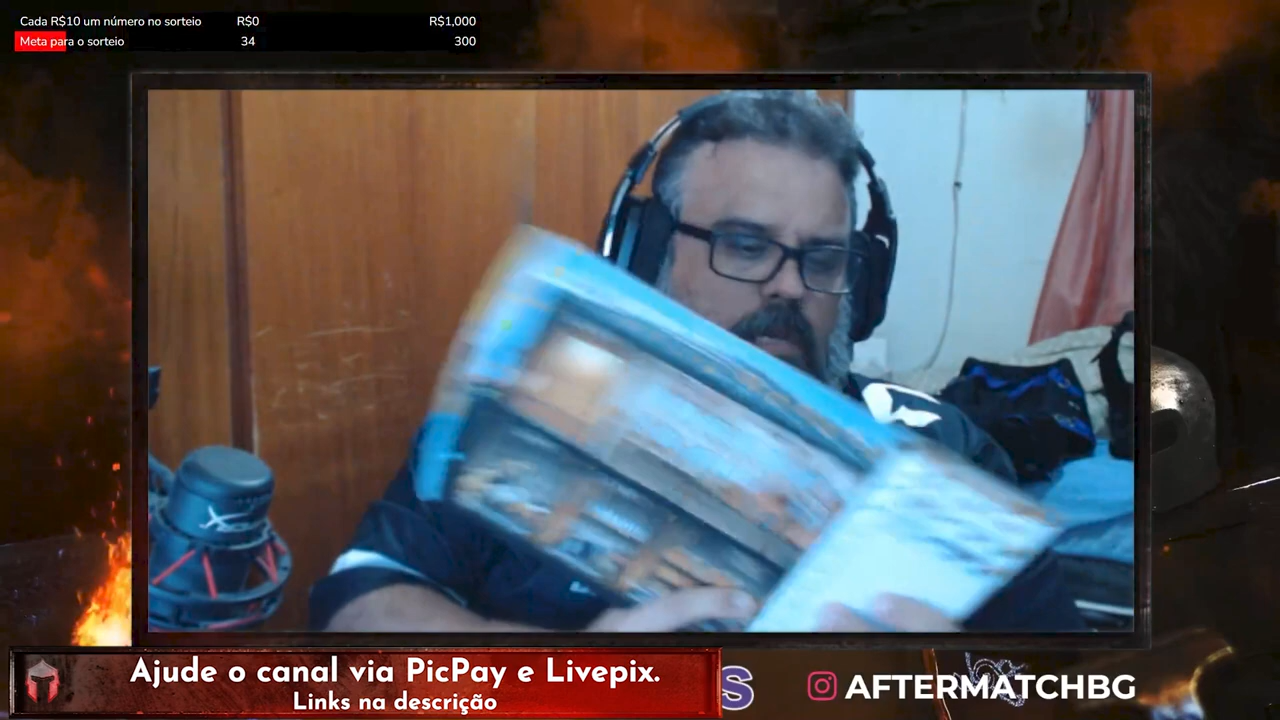 Cada R$10 um número no sorteio R$0 R$1,000
Meta para o sorteio 34 300
Ajude o canal via PicPay e Livepix.
Links na descrição
S
AFTERMATCHBG